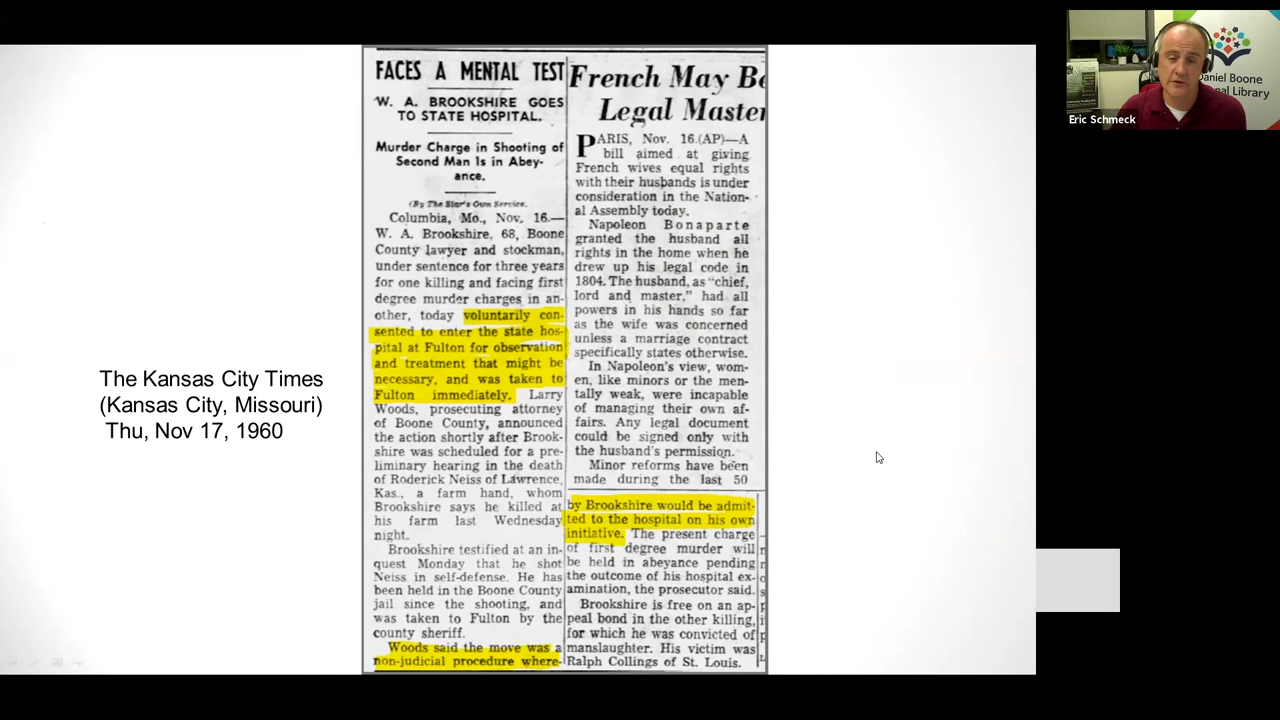 The Kansas City Times
(Kansas City, Missouri)
Thu, Nov 17, 1960
FACES A MENTAL TEST
W. A. BROOKSHIRE GOES
TO STATE HOSPITAL.
Murder Charge in Shooting of
Second Man Is in Abey-
ance.
(By The Star's Own Service.
Columbia, Mo., Nov. 16.—
W. A. Brookshire, 68, Boone
County lawyer and stockman,
under sentence for three years
for one killing and facing first
degree murder charges in an-
other, today voluntarily con-
sented to enter the state hos-
pital at Fulton for observation
and treatment that might be
necessary, and was taken to
Fulton immediately. Larry
Woods, prosecuting attorney
of Boone County, announced
the action shortly after Brook-
shire was scheduled for a pre-
liminary hearing in the death
of Roderick Neiss of Lawrence,
Kas., a farm hand, whom
Brookshire says he killed at
his farm last Wednesday
night.
Brookshire testified at an in-
quest Monday that he shot
Neiss in self-defense. He has
been held in the Boone County
jail since the shooting, and
was taken to Fulton by the
county sheriff.
Woods said the move was a
non-judicial procedure where-
by Brookshire would be admit-
ted to the hospital on his own
initiative. The present charge
of first degree murder will
be held in abeyance pending
the outcome of his hospital ex-
amination, the prosecutor said.
Brookshire is free on an ap-
peal bond in the other killing,
for which he was convicted of
manslaughter. His victim was
Ralph Collings of St. Louis.
French May Be
Legal Master
PARIS, Nov. 16.(AP)—A
bill aimed at giving
French wives equal rights
with their husbands is under
consideration in the Nation-
al Assembly today.
Napoleon Bonaparte
granted the husband all
rights in the home when he
drew up his legal code in
1804. The husband, as "chief,
lord and master," had all
powers in his hands so far
as the wife was concerned
unless a marriage contract
specifically states otherwise.
In Napoleon's view, wom-
en, like minors or the men-
tally weak, were incapable
of managing their own af-
fairs. Any legal document
could be signed only with
the husband's permission.
Minor reforms have been
made during the last 50
Daniel Boone
nal Library
Eric Schmeck